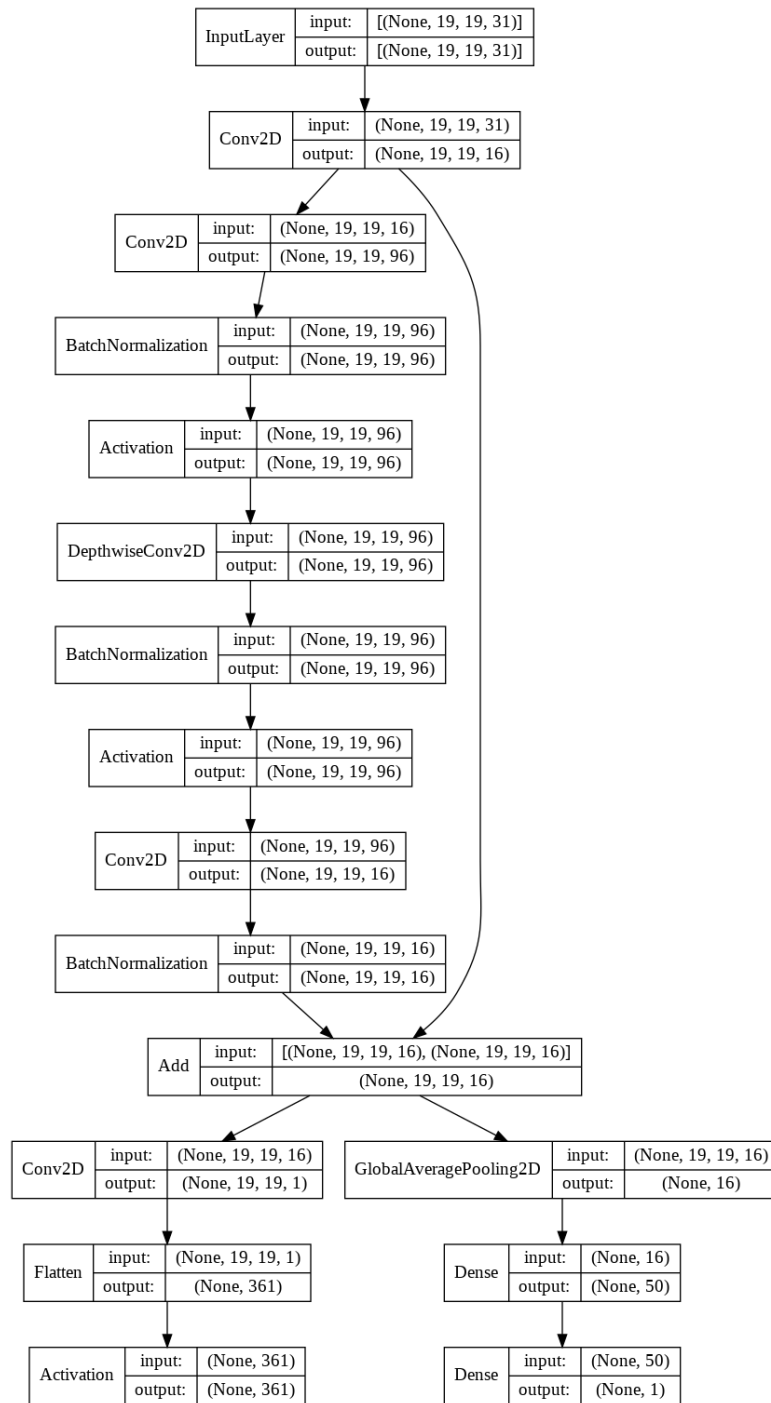 InputLayer input: [(None, 19, 19, 31)]
output: [(None, 19, 19, 31)]
Conv2D input: (None, 19, 19, 31)
output: (None, 19, 19, 16)
Conv2D input: (None, 19, 19, 16)
output: (None, 19, 19, 96)
BatchNormalization input: (None, 19, 19, 96)
output: (None, 19, 19, 96)
Activation input: (None, 19, 19, 96)
output: (None, 19, 19, 96)
DepthwiseConv2D input: (None, 19, 19, 96)
output: (None, 19, 19, 96)
BatchNormalization input: (None, 19, 19, 96)
output: (None, 19, 19, 96)
Activation input: (None, 19, 19, 96)
output: (None, 19, 19, 96)
Conv2D input: (None, 19, 19, 96)
output: (None, 19, 19, 16)
BatchNormalization input: (None, 19, 19, 16)
output: (None, 19, 19, 16)
Add input: [(None, 19, 19, 16), (None, 19, 19, 16)]
output: (None, 19, 19, 16)
Conv2D input: (None, 19, 19, 16)
output: (None, 19, 19, 1)
GlobalAveragePooling2D input: (None, 19, 19, 16)
output: (None, 16)
Flatten input: (None, 19, 19, 1)
output: (None, 361)
Dense input: (None, 16)
output: (None, 50)
Activation input: (None, 361)
output: (None, 361)
Dense input: (None, 50)
output: (None, 1)